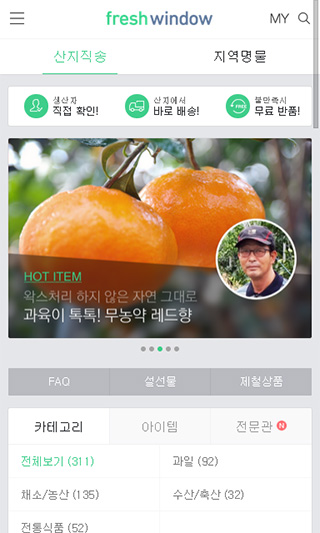 freshwindow
MY
산지직송 지역명물
생산자
직접 확인!
산지에서
바로 배송!
FREE
불만족시
무료 반품!
HOT ITEM
왁스처리 하지 않은 자연 그대로
과육이 톡톡! 무농약 레드향
FAQ 설선물 제철상품
카테고리 아이템 전문관 N
전체보기 (311) 과일 (92)
채소/농산 (135) 수산/축산 (32)
전통식품 (52)